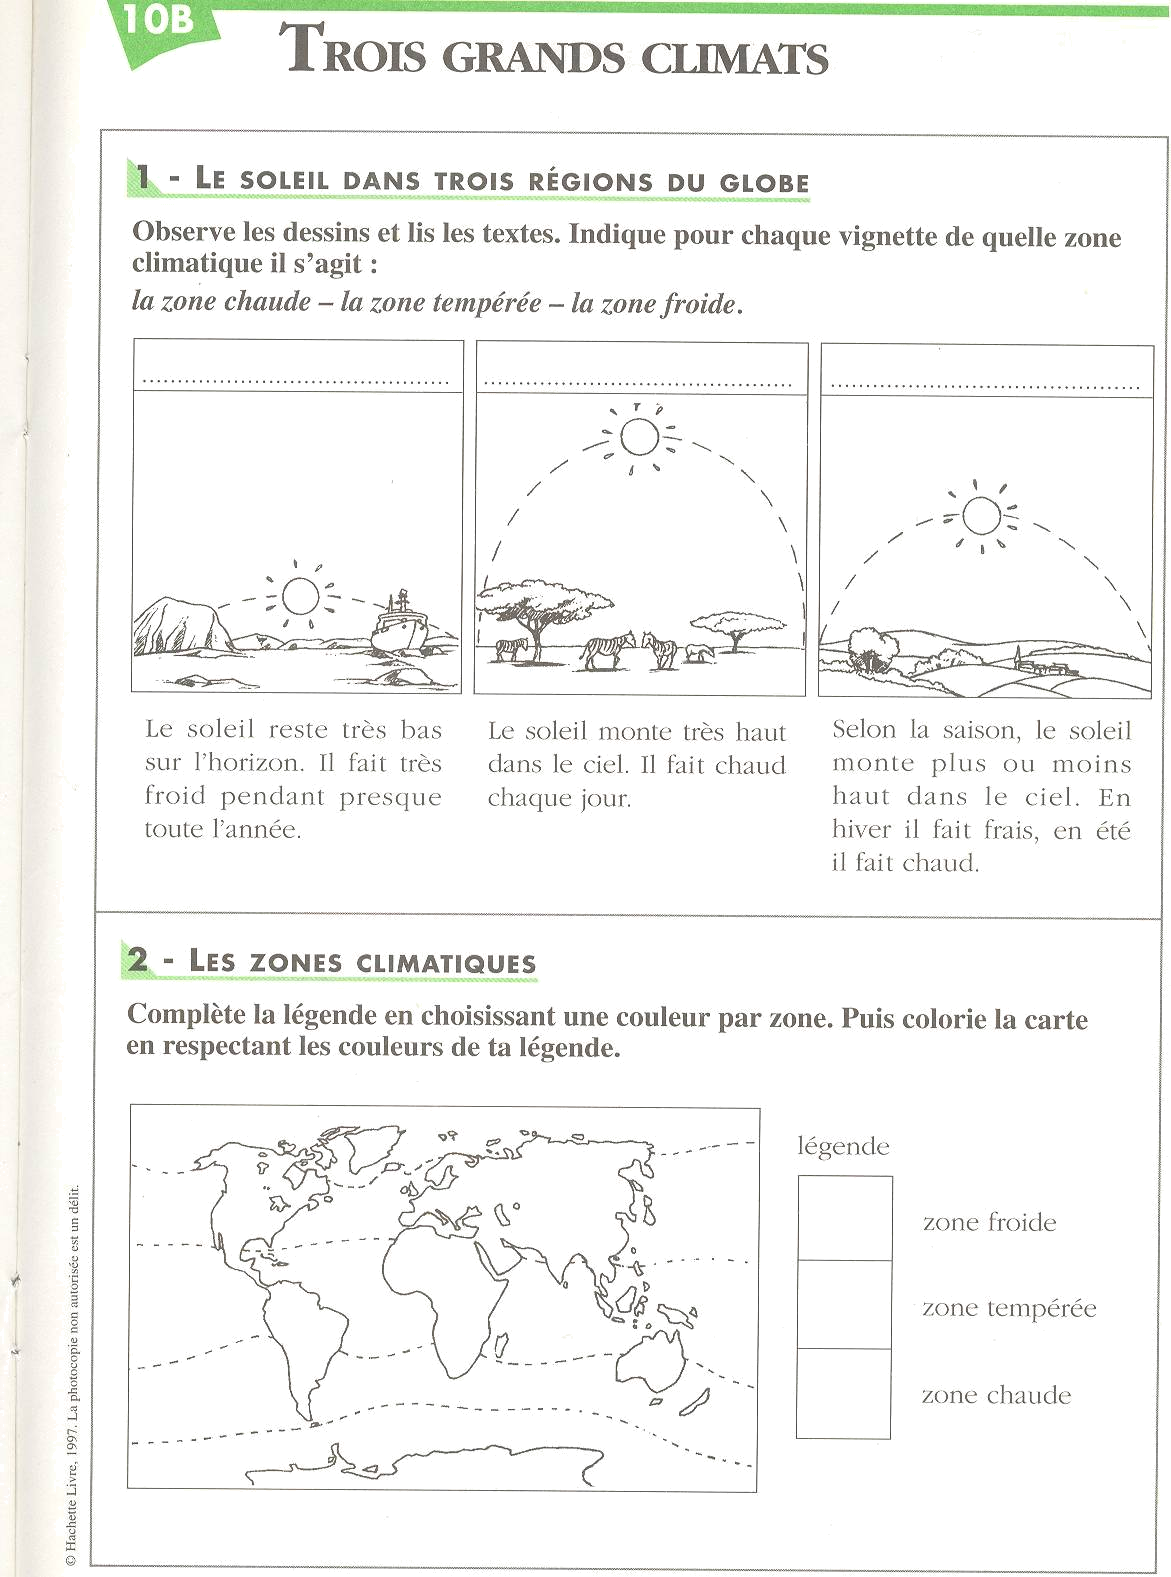 10B
TROIS GRANDS CLIMATS
1 - LE SOLEIL DANS TROIS RÉGIONS DU GLOBE
Observe les dessins et lis les textes. Indique pour chaque vignette de quelle zone
climatique il s'agit :
la zone chaude – la zone tempérée – la zone froide.
Le soleil reste très bas
sur l'horizon. Il fait très
froid pendant presque
toute l'année.
Le soleil monte très haut
dans le ciel. Il fait chaud
chaque jour.
Selon la saison, le soleil
monte plus ou moins
haut dans le ciel. En
hiver il fait frais, en été
il fait chaud.
2 - LES ZONES CLIMATIQUES
Complète la légende en choisissant une couleur par zone. Puis colorie la carte
en respectant les couleurs de ta légende.
légende
zone froide
zone tempérée
zone chaude
© Hachette Livre, 1997. La photocopie non autorisée est un délit.